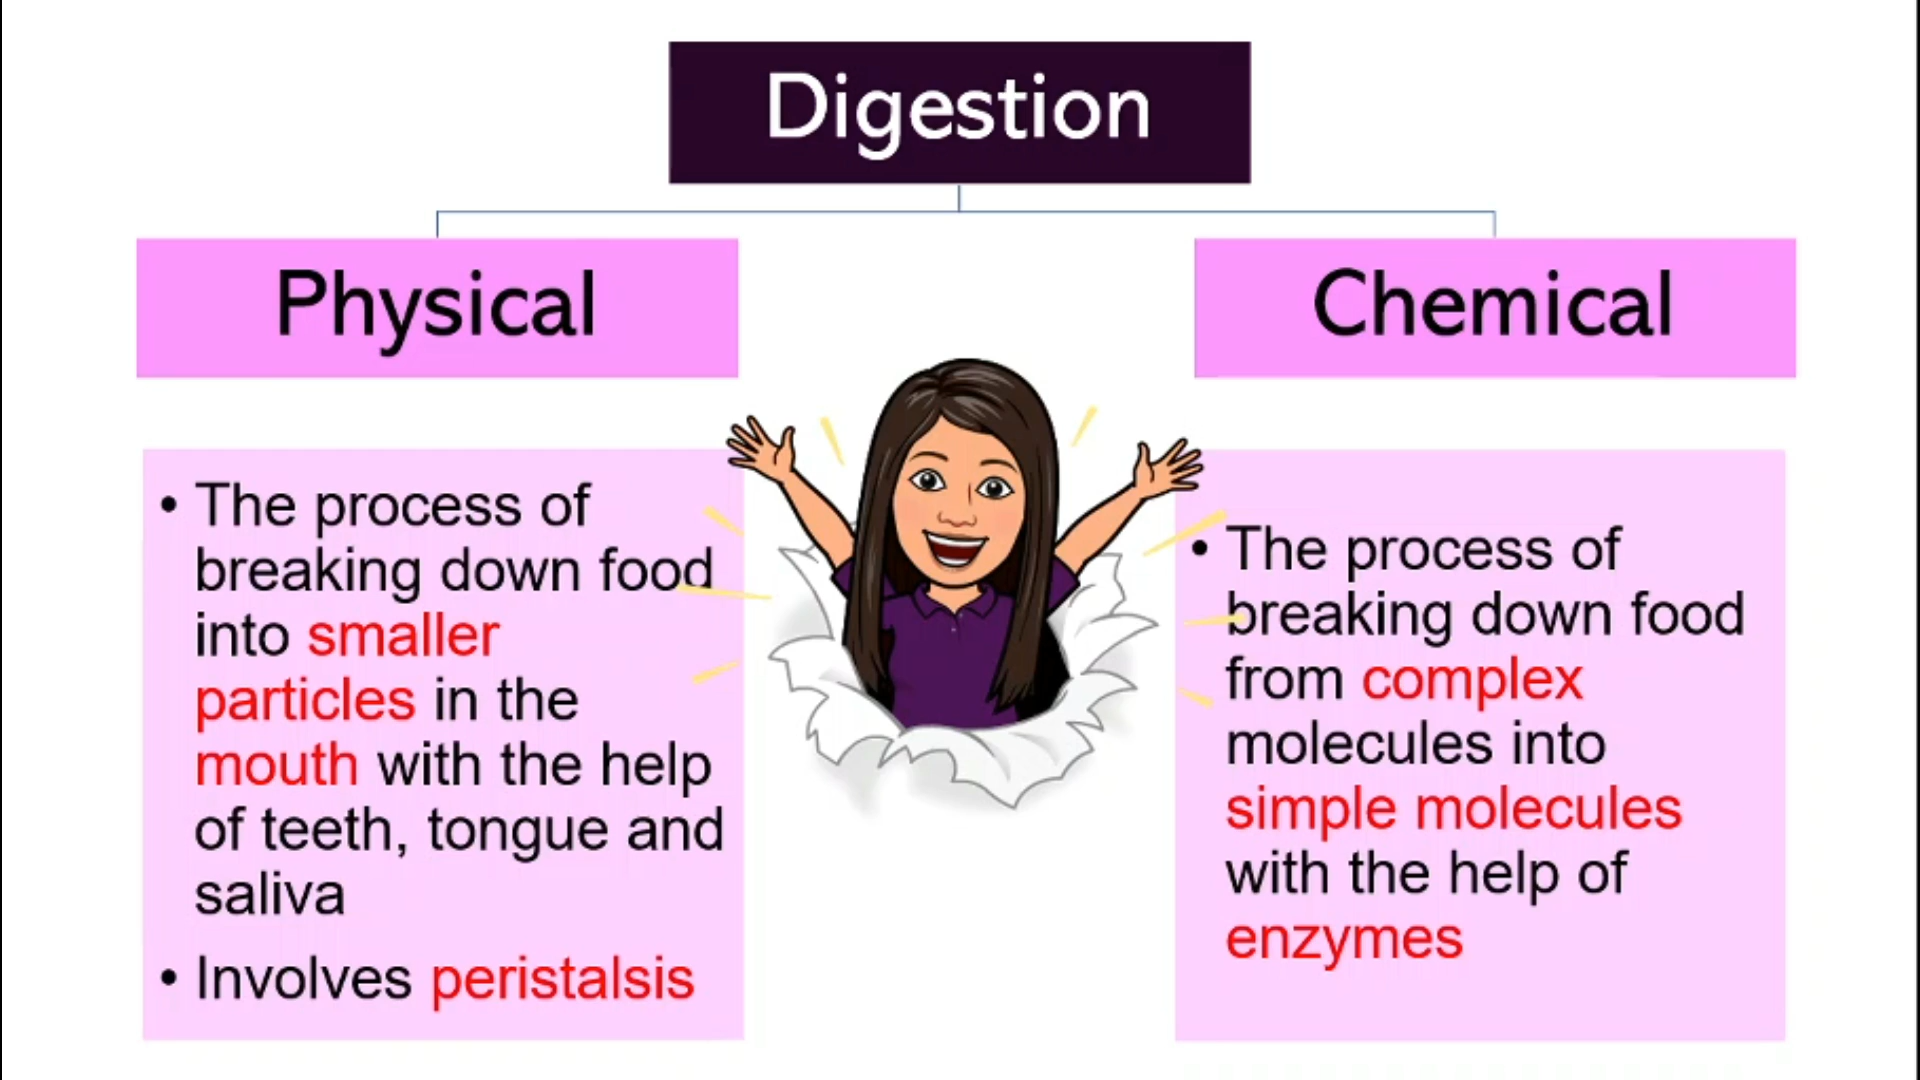 Digestion
Physical
Chemical
• The process of
breaking down food
into smaller
particles in the
mouth with the help
of teeth, tongue and
saliva
• Involves peristalsis
• The process of
breaking down food
from complex
molecules into
simple molecules
with the help of
enzymes